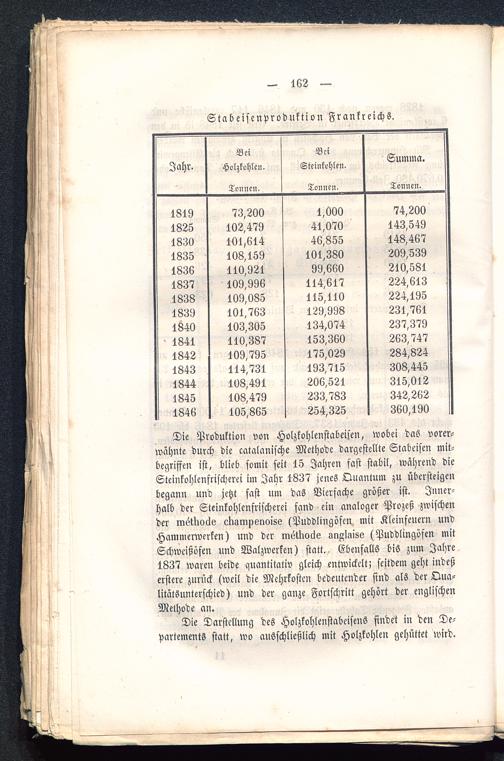 — 162 —
Stabeisenproduktion Frankreichs.
Jahr. Bei Holzkohlen. Bei Steinkohlen. Summa.
Tonnen. Tonnen. Tonnen.
1819 73,200 1,000 74,200
1825 102,479 41,070 143,549
1830 101,614 46,855 148,467
1835 108,159 101,380 209,539
1836 110,921 99,660 210,581
1837 109,996 114,617 224,613
1838 109,085 115,110 224,195
1839 101,763 129,998 231,761
1840 103,305 134,074 237,379
1841 110,387 153,360 263,747
1842 109,795 175,029 284,824
1843 114,731 193,715 308,445
1844 108,491 206,521 315,012
1845 108,479 233,783 342,262
1846 105,865 254,325 360,190
Die Produktion von Holzkohlenstabeisen, wobei das vorer-
wähnte durch die catalanische Methode dargestellte Stabeisen mit-
begriffen ist, blieb somit seit 15 Jahren fast stabil, während die
Steinkohlenfrischerei im Jahr 1837 jenes Quantum zu übersteigen
begann und jetzt fast um das Vierfache größer ist. Inner-
halb der Steinkohlenfrischerei fand ein analoger Prozeß zwischen
der méthode champenoise (Puddlingöfen, mit Kleinfeuern und
Hammerwerken) und der méthode anglaise (Puddlingöfen mit
Schweißöfen und Walzwerken) statt. Ebenfalls bis zum Jahre
1837 waren beide quantitativ gleich entwickelt; seitdem geht indeß
erstere zurück (weil die Mehrkosten bedeutender sind als der Qua-
litätsunterschied) und der ganze Fortschritt gehört der englischen
Methode an.
Die Darstellung des Holzkohlenstabeisens findet in den De-
partements statt, wo ausschließlich mit Holzkohlen gehüttet wird.